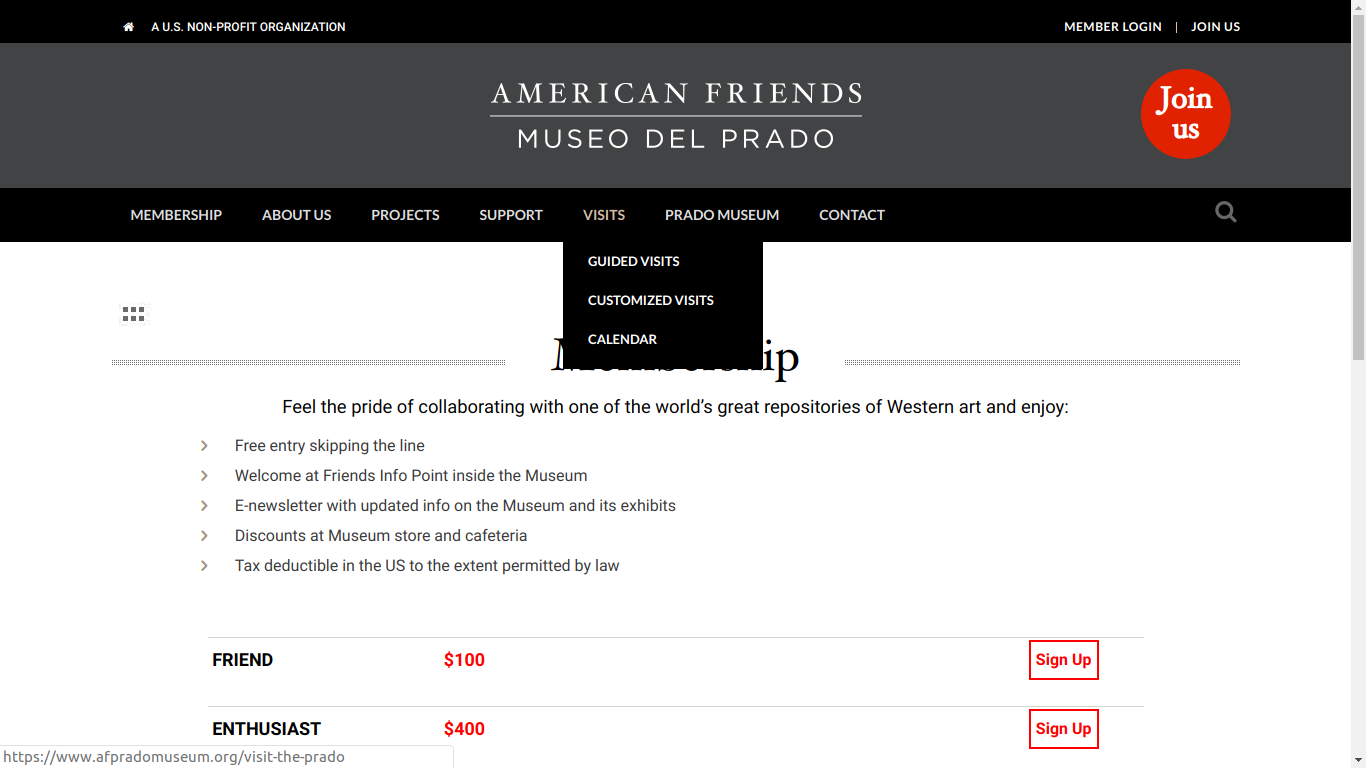 A U.S. NON-PROFIT ORGANIZATION
MEMBER LOGIN | JOIN US
AMERICAN FRIENDS
MUSEO DEL PRADO
Join
us
MEMBERSHIP ABOUT US PROJECTS SUPPORT VISITS PRADO MUSEUM CONTACT
GUIDED VISITS
CUSTOMIZED VISITS
CALENDAR
Membership
Feel the pride of collaborating with one of the world’s great repositories of Western art and enjoy:
Free entry skipping the line
Welcome at Friends Info Point inside the Museum
E-newsletter with updated info on the Museum and its exhibits
Discounts at Museum store and cafeteria
Tax deductible in the US to the extent permitted by law
FRIEND $100 Sign Up
ENTHUSIAST $400 Sign Up
https://www.afpradomuseum.org/visit-the-prado